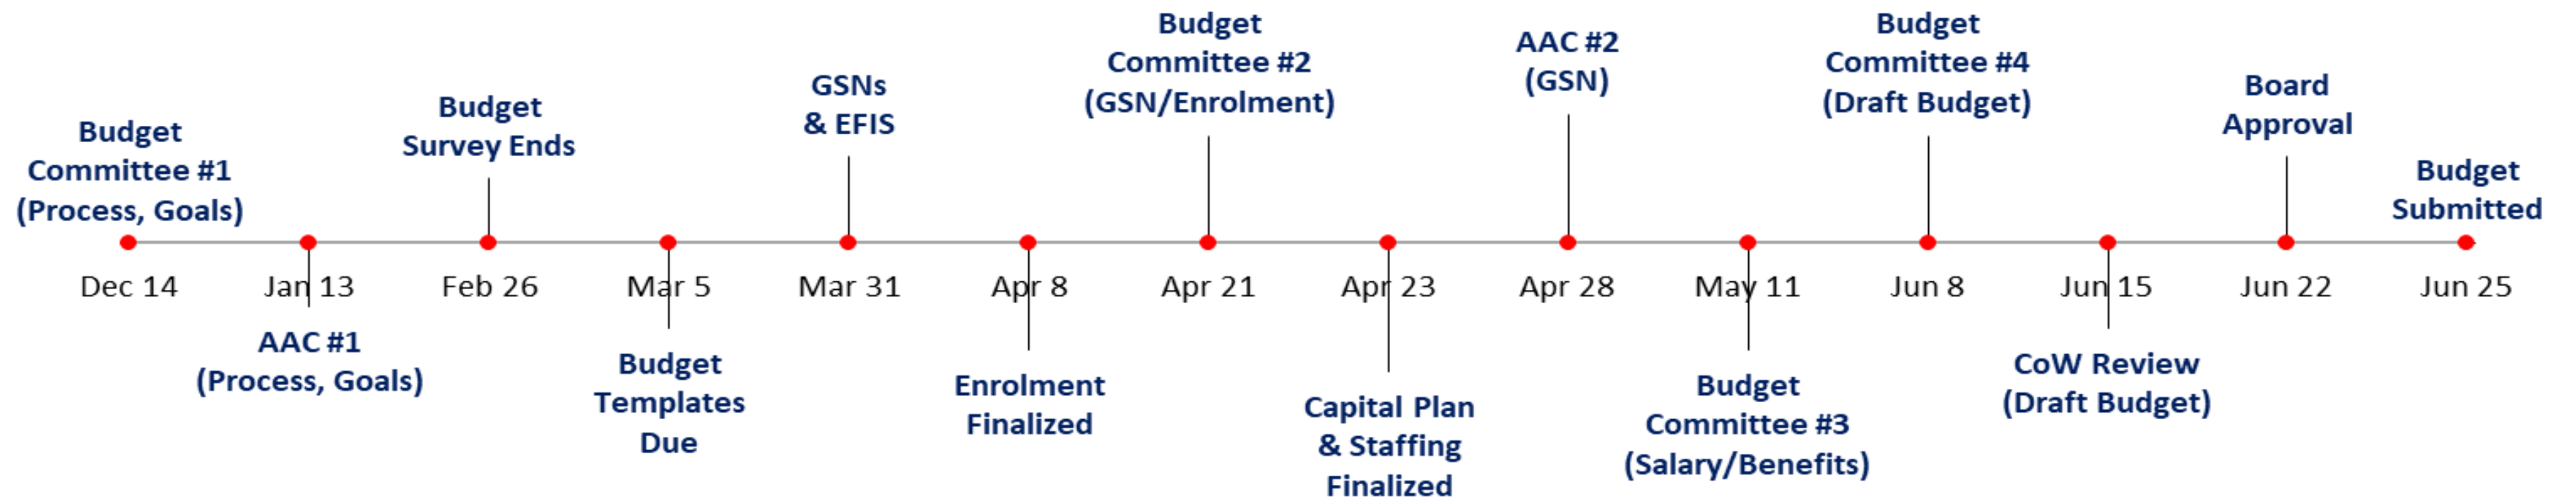 Budget
Committee #1
(Process, Goals)
Dec 14
Jan 13
AAC #1
(Process, Goals)
Budget
Survey Ends
Feb 26
Mar 5
Budget
Templates
Due
GSNs
& EFIS
Mar 31
Apr 8
Enrolment
Finalized
Budget
Committee #2
(GSN/Enrolment)
Apr 21
Apr 23
Capital Plan
& Staffing
Finalized
AAC #2
(GSN)
Apr 28
May 11
Budget
Committee #3
(Salary/Benefits)
Budget
Committee #4
(Draft Budget)
Jun 8
Jun 15
CoW Review
(Draft Budget)
Board
Approval
Jun 22
Budget
Submitted
Jun 25